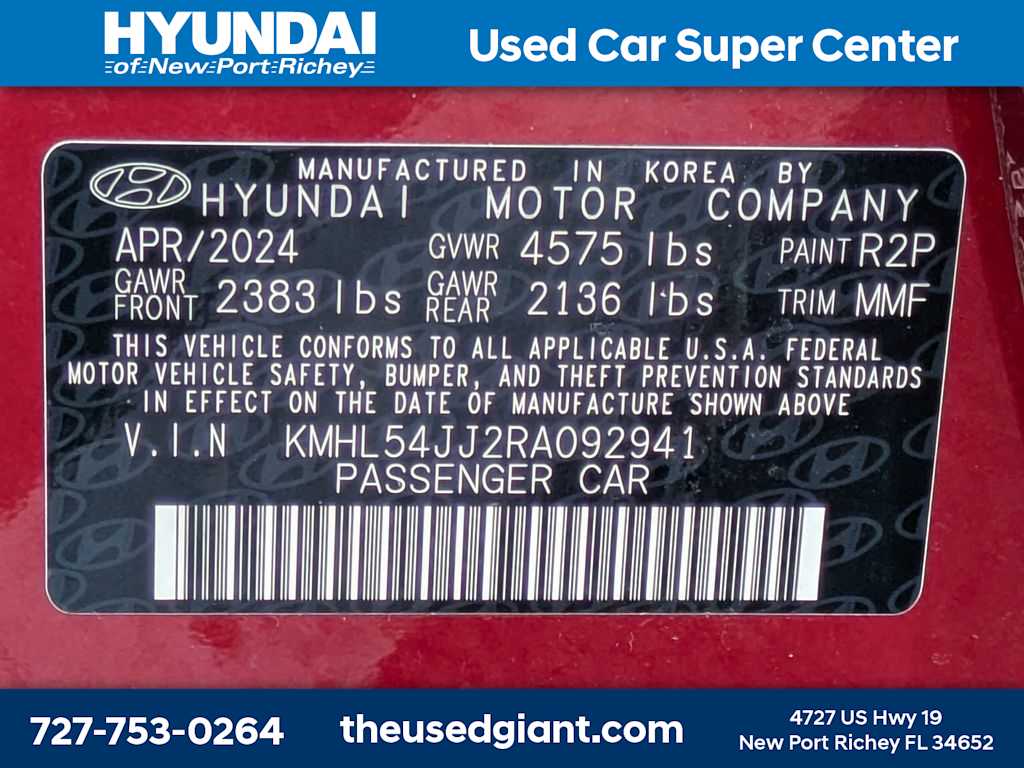 HYUNDAI
of New Port Richey
Used Car Super Center
MANUFACTURED IN KOREA BY
HYUNDAI MOTOR COMPANY
APR/2024 GVWR 4575 lbs PAINT R2P
GAWR FRONT 2383 lbs GAWR REAR 2136 lbs TRIM MMF
THIS VEHICLE CONFORMS TO ALL APPLICABLE U.S.A. FEDERAL
MOTOR VEHICLE SAFETY, BUMPER, AND THEFT PREVENTION STANDARDS
IN EFFECT ON THE DATE OF MANUFACTURE SHOWN ABOVE
V.I.N KMHL54JJ2RA092941
PASSENGER CAR
727-753-0264
theusedgiant.com
4727 US Hwy 19
New Port Richey FL 34652